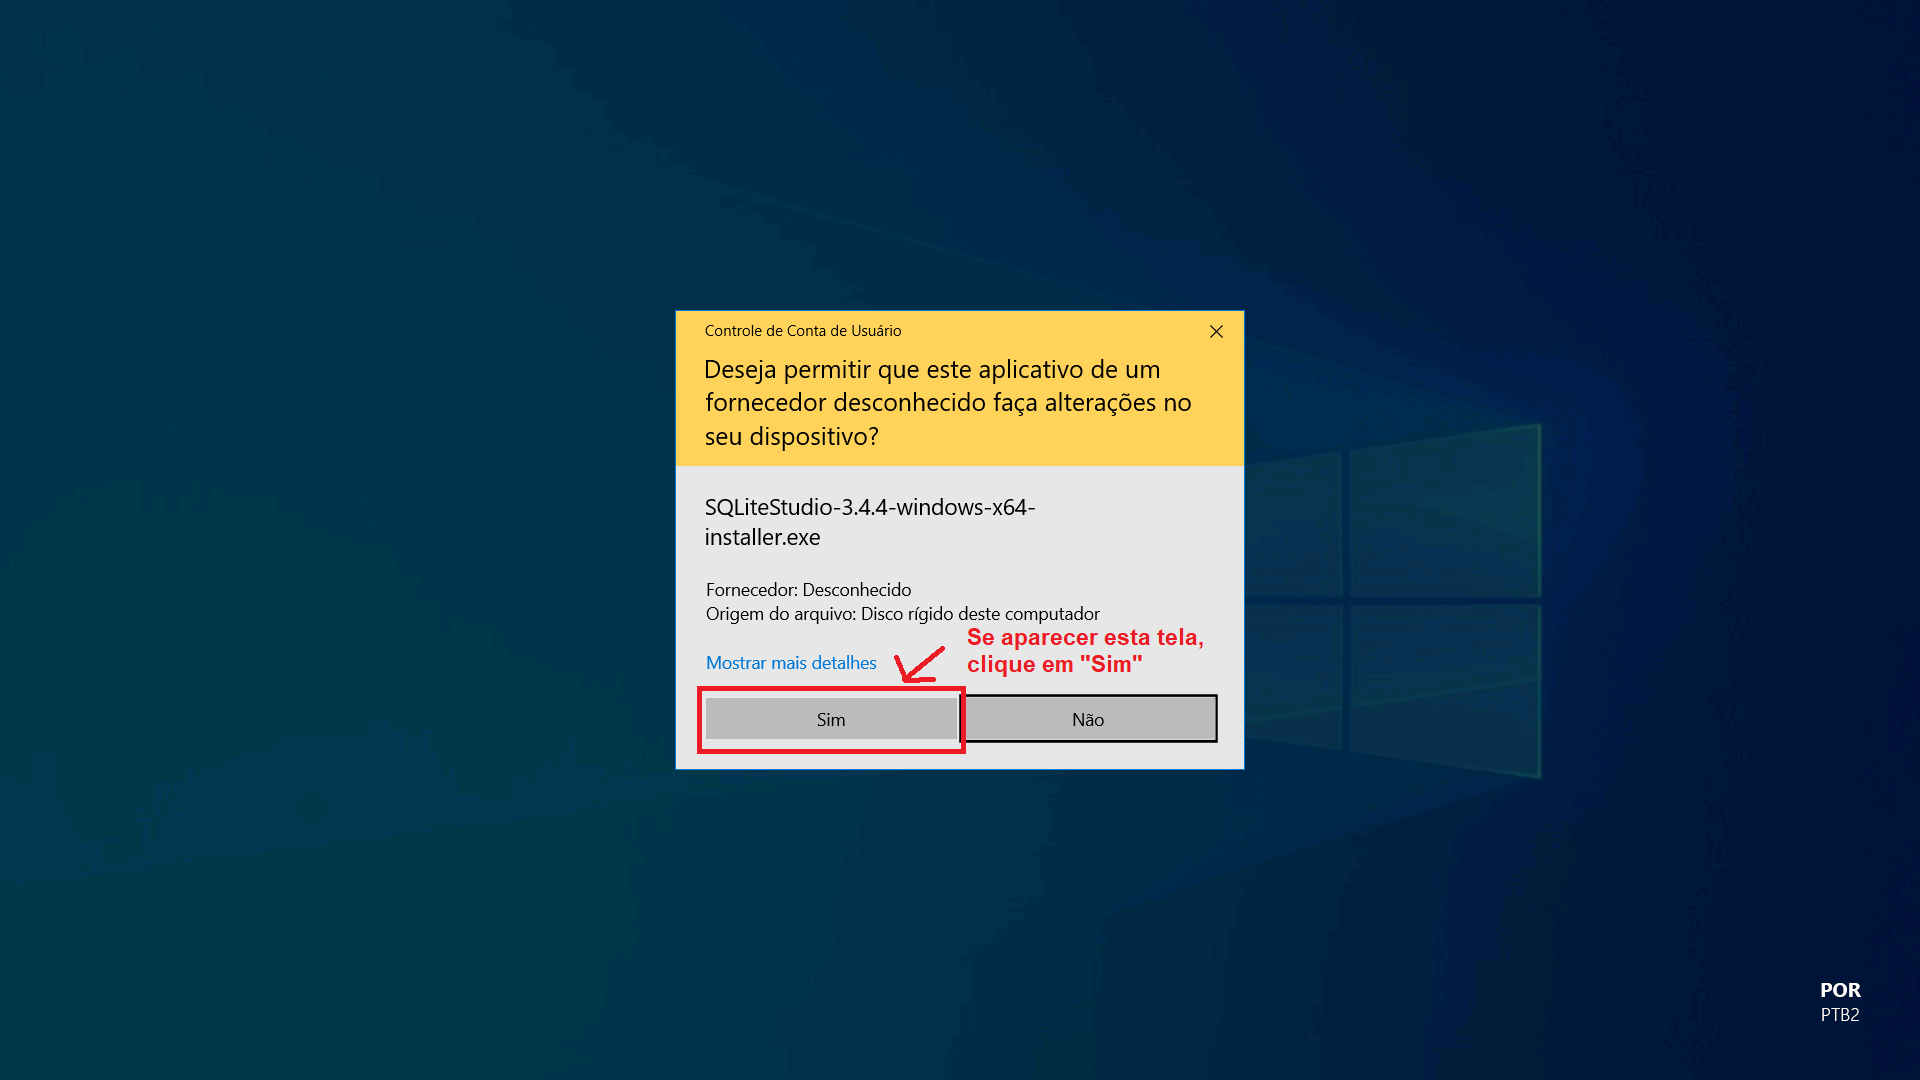 Controle de Conta de Usuário
Deseja permitir que este aplicativo de um
fornecedor desconhecido faça alterações no
seu dispositivo?
SQLiteStudio-3.4.4-windows-x64-
installer.exe
Fornecedor: Desconhecido
Origem do arquivo: Disco rígido deste computador
Se aparecer esta tela,
clique em "Sim"
Mostrar mais detalhes
Sim
Não
POR
PTB2